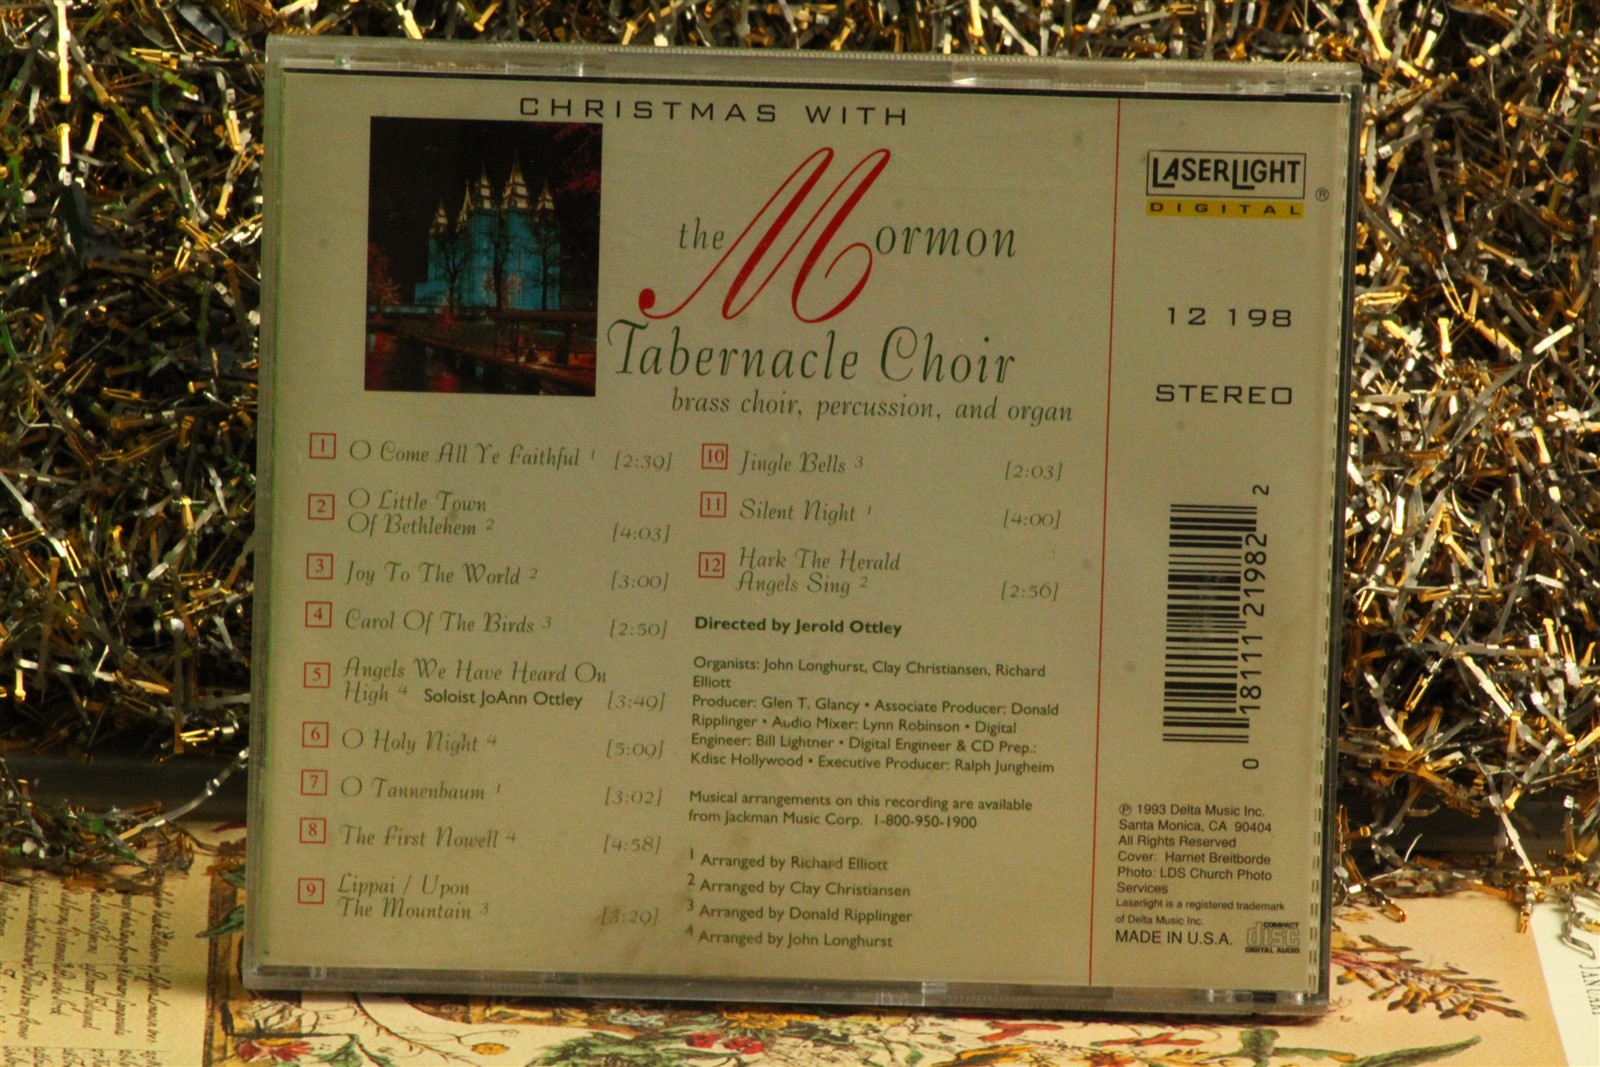 CHRISTMAS WITH
the Mormon
Tabernacle Choir
brass choir, percussion, and organ
1 O Come All Ye Faithful 1 [2:39]
2 O Little Town
Of Bethlehem 2 [4:03]
3 Joy To The World 2 [3:00]
4 Carol Of The Birds 3 [2:50]
5 Angels We Have Heard On
High 4 Soloist JoAnn Ottley [3:49]
6 O Holy Night 4 [5:09]
7 O Tannenbaum 1 [3:02]
8 The First Nowell 4 [4:58]
9 Lippai / Upon
The Mountain 3 [3:20]
10 Jingle Bells 3 [2:03]
11 Silent Night 1 [4:00]
12 Hark The Herald
Angels Sing 2 [2:56]
Directed by Jerold Ottley
Organists: John Longhurst, Clay Christiansen, Richard
Elliott
Producer: Glen T. Glancy • Associate Producer: Donald
Ripplinger • Audio Mixer: Lynn Robinson • Digital
Engineer: Bill Lightner • Digital Engineer & CD Prep.:
Kdisc Hollywood • Executive Producer: Ralph Jungheim
Musical arrangements on this recording are available
from Jackman Music Corp. 1-800-950-1900
1 Arranged by Richard Elliott
2 Arranged by Clay Christiansen
3 Arranged by Donald Ripplinger
4 Arranged by John Longhurst
LASERLIGHT ®
DIGITAL
12 198
STEREO
0 18111 21982 2
℗ 1993 Delta Music Inc.
Santa Monica, CA 90404
All Rights Reserved
Cover: Harriet Breitborde
Photo: LDS Church Photo
Services
Laserlight is a registered trademark
of Delta Music Inc.
MADE IN U.S.A.
COMPACT
disc
DIGITAL AUDIO